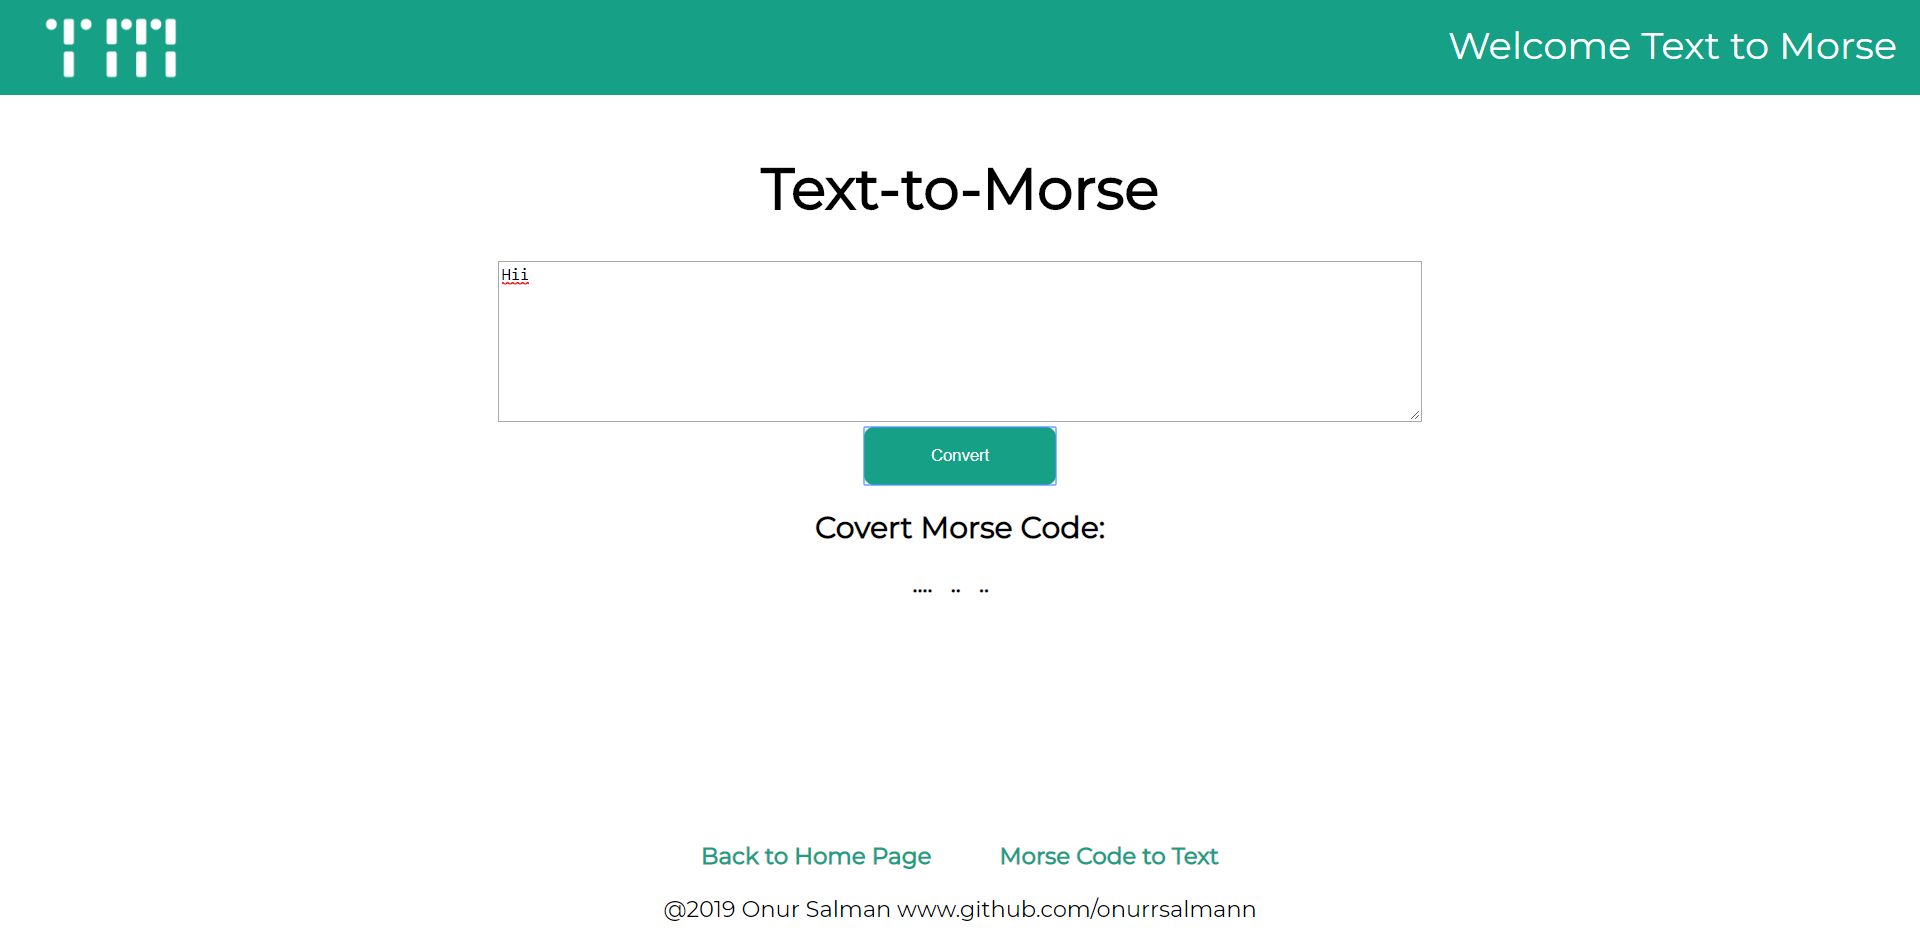 TM
Welcome Text to Morse
Text-to-Morse
Hii
Convert
Covert Morse Code:
.... .. ..
Back to Home Page Morse Code to Text
@2019 Onur Salman www.github.com/onurrsalmann